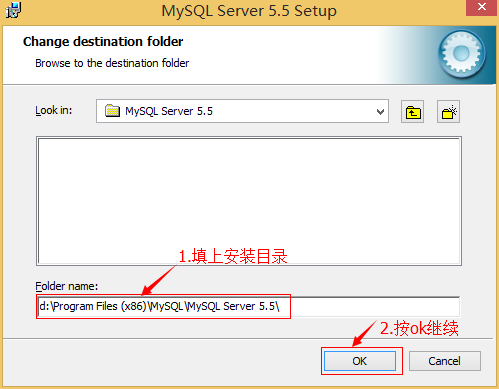 MySQL Server 5.5 Setup
Change destination folder
Browse to the destination folder
Look in:
MySQL Server 5.5
1.填上安装目录
Folder name:
d:\Program Files (x86)\MySQL\MySQL Server 5.5\
2.按ok继续
OK
Cancel